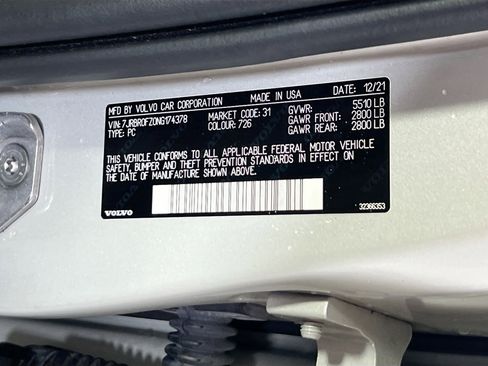 MFD BY VOLVO CAR CORPORATION MADE IN USA DATE: 12/21
VIN: 7JRBR0FZ0NG174378 MARKET CODE: 31 GVWR: 5510 LB
TYPE: PC COLOUR: 726 GAWR FRONT: 2800 LB
GAWR REAR: 2800 LB
THIS VEHICLE CONFORMS TO ALL APPLICABLE FEDERAL MOTOR VEHICLE
SAFETY, BUMPER AND THEFT PREVENTION STANDARDS IN EFFECT ON
THE DATE OF MANUFACTURE SHOWN ABOVE.
VOLVO 32366353